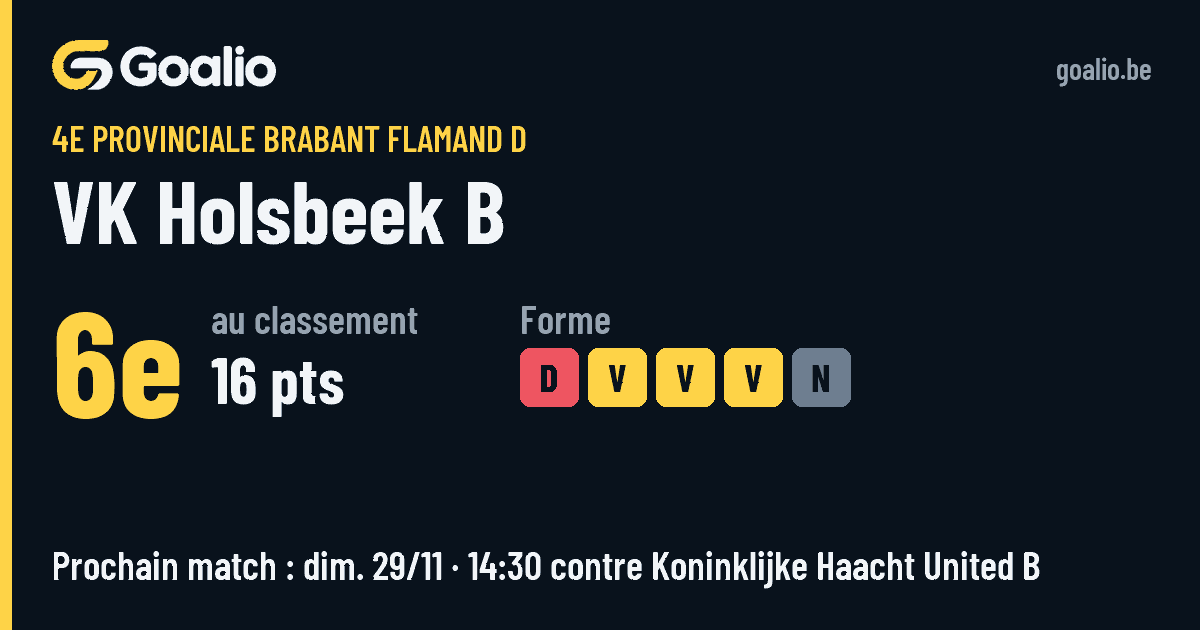 Goalio
goalio.be
4E PROVINCIALE BRABANT FLAMAND D
VK Holsbeek B
6e
au classement
16 pts
Forme
D V V V N
Prochain match : dim. 29/11 · 14:30 contre Koninklijke Haacht United B